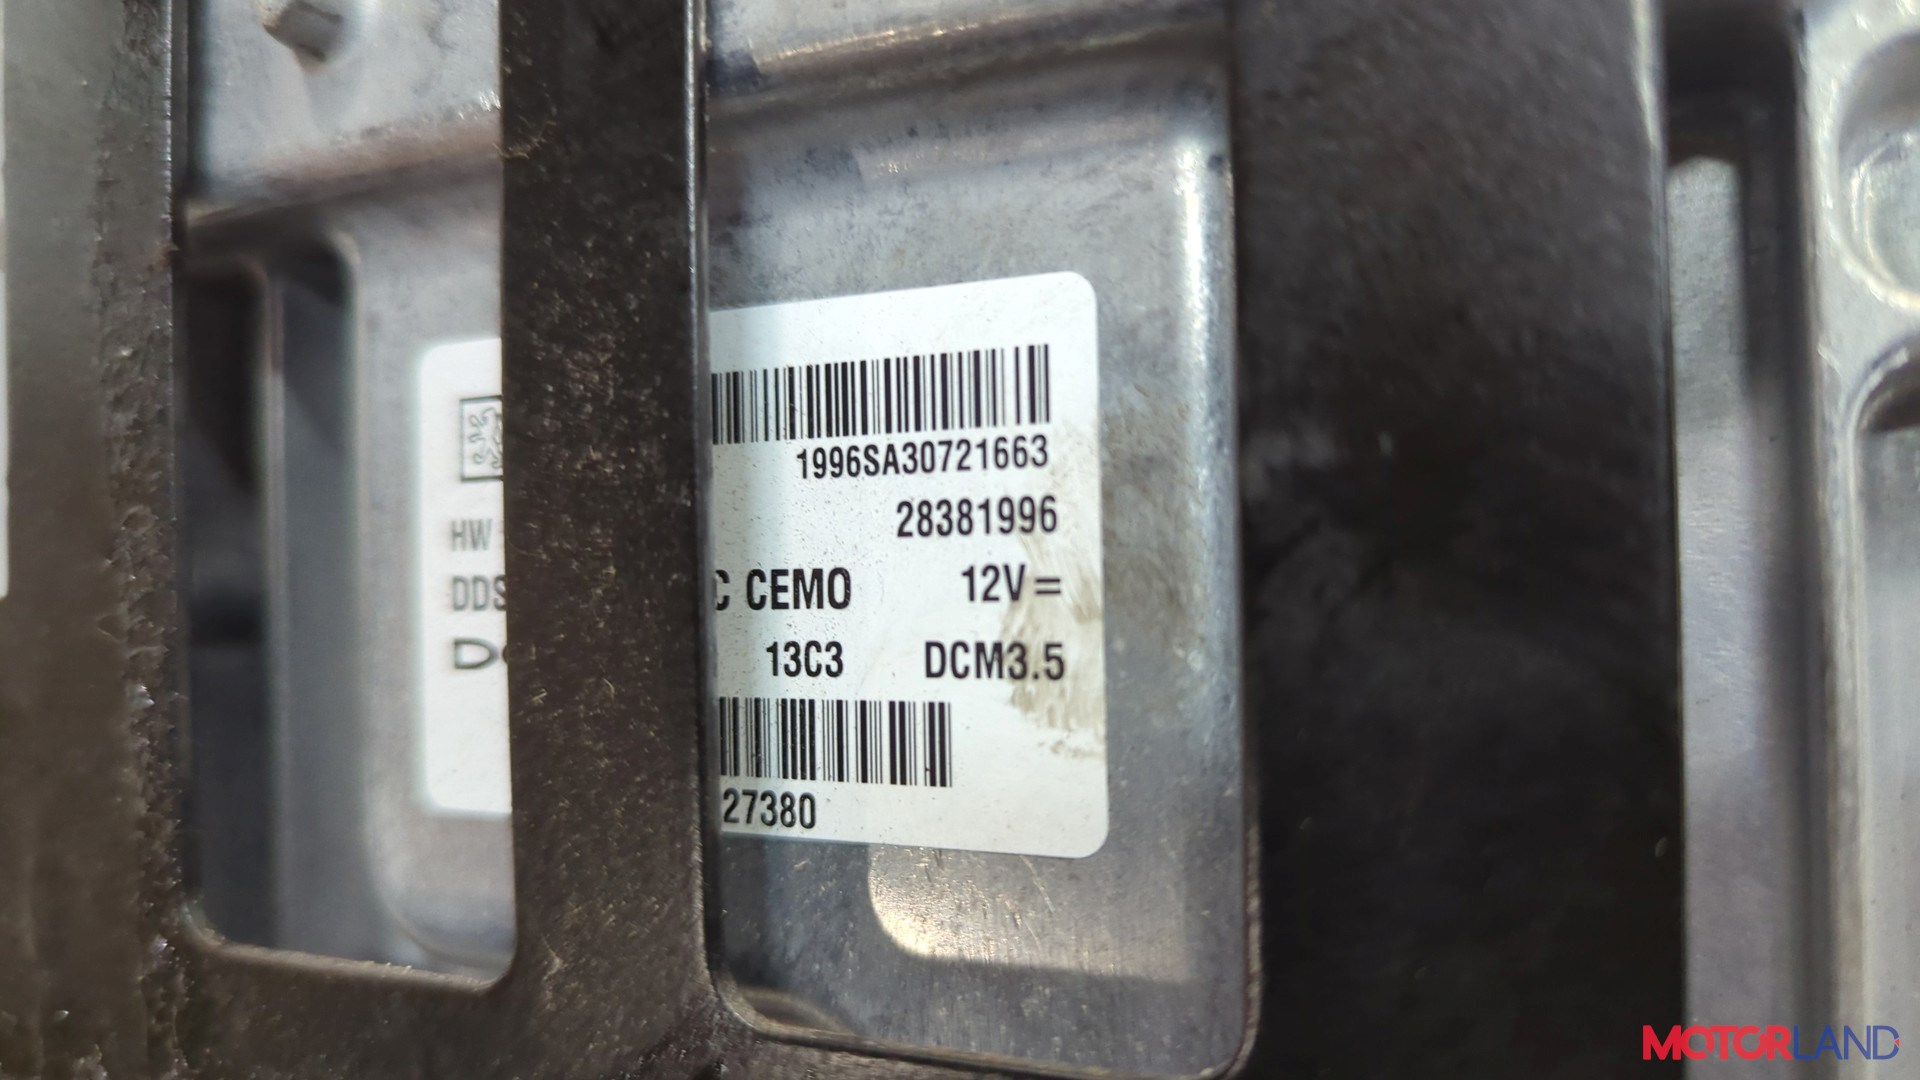 1996SA30721663
28381996
HW
DDS C CEMO 12V=
13C3 DCM3.5
27380
MOTORLAND